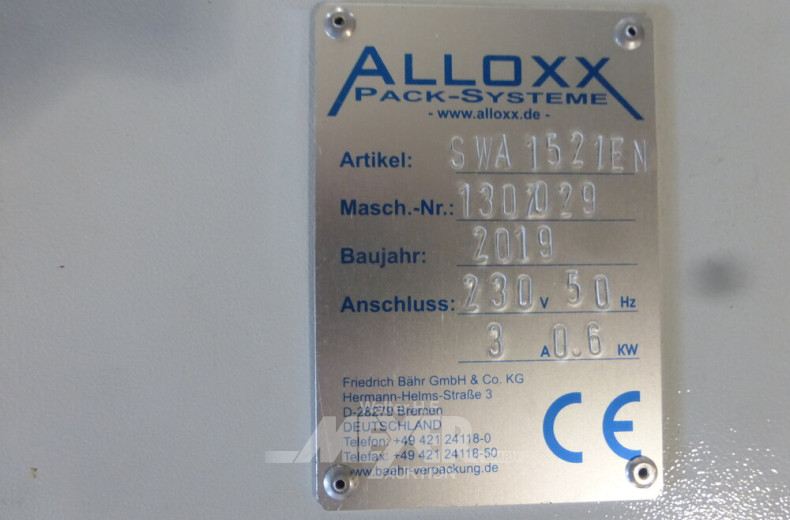 ALLOXX
PACK-SYSTEME
- www.alloxx.de -
Artikel: SWA 1521EN
Masch.-Nr.:
Baujahr: 2019
Anschluss: 230 V 50 Hz
3 A 0.6 KW
Friedrich Bähr GmbH & Co. KG
Hermann-Helms-Straße 3
D-28279 Bremen
DEUTSCHLAND
Telefon: +49 421 24118-0
Telefax: +49 421 24118-50
www.baehr-verpackung.de
CE